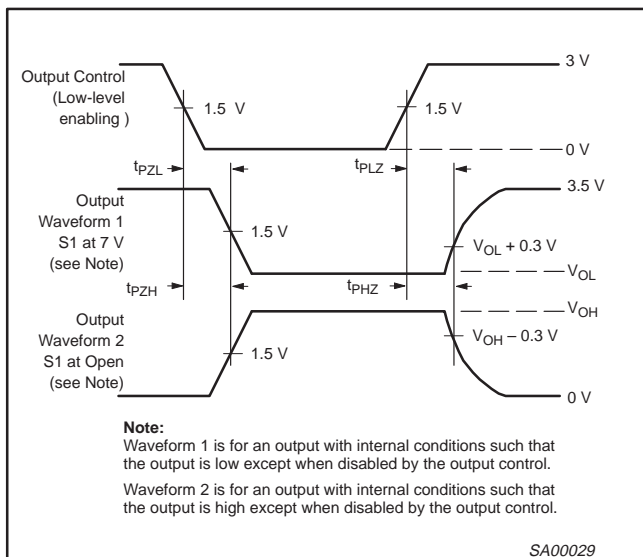 3 V
Output Control
(Low-level
enabling )
1.5 V
1.5 V
0 V
tPZL
tPLZ
Output
Waveform 1
S1 at 7 V
(see Note)
3.5 V
1.5 V
VOL + 0.3 V
VOL
tPZH
tPHZ
VOH
Output
Waveform 2
S1 at Open
(see Note)
1.5 V
VOH – 0.3 V
0 V
Note:
Waveform 1 is for an output with internal conditions such that
the output is low except when disabled by the output control.
Waveform 2 is for an output with internal conditions such that
the output is high except when disabled by the output control.
SA00029